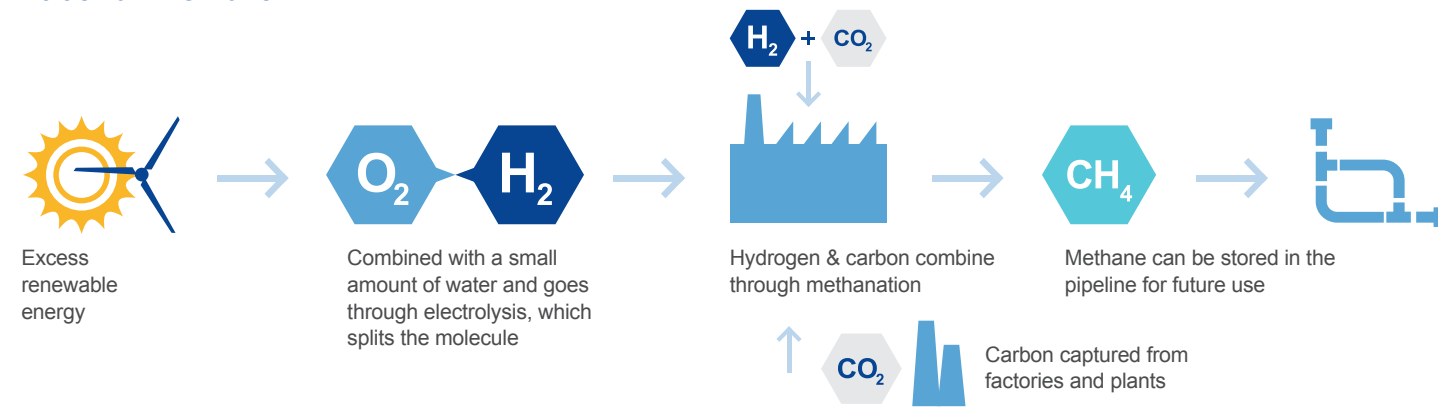 Excess
renewable
energy
O2
H2
Combined with a small
amount of water and goes
through electrolysis, which
splits the molecule
H2 + CO2
Hydrogen & carbon combine
through methanation
CO2
Carbon captured from
factories and plants
CH4
Methane can be stored in the
pipeline for future use